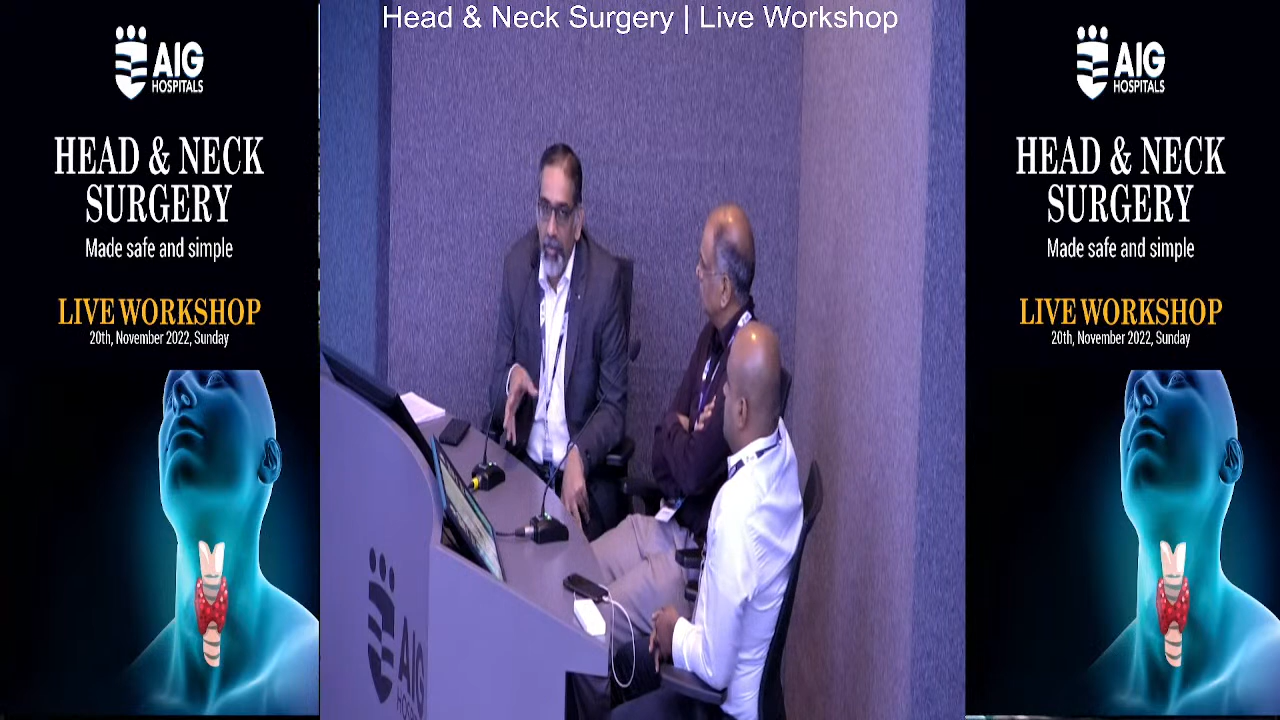 Head & Neck Surgery | Live Workshop
AIG
HOSPITALS
HEAD & NECK
SURGERY
Made safe and simple
LIVE WORKSHOP
20th, November 2022, Sunday
AIG
HOSPITALS
AIG
HOSPITALS
HEAD & NECK
SURGERY
Made safe and simple
LIVE WORKSHOP
20th, November 2022, Sunday